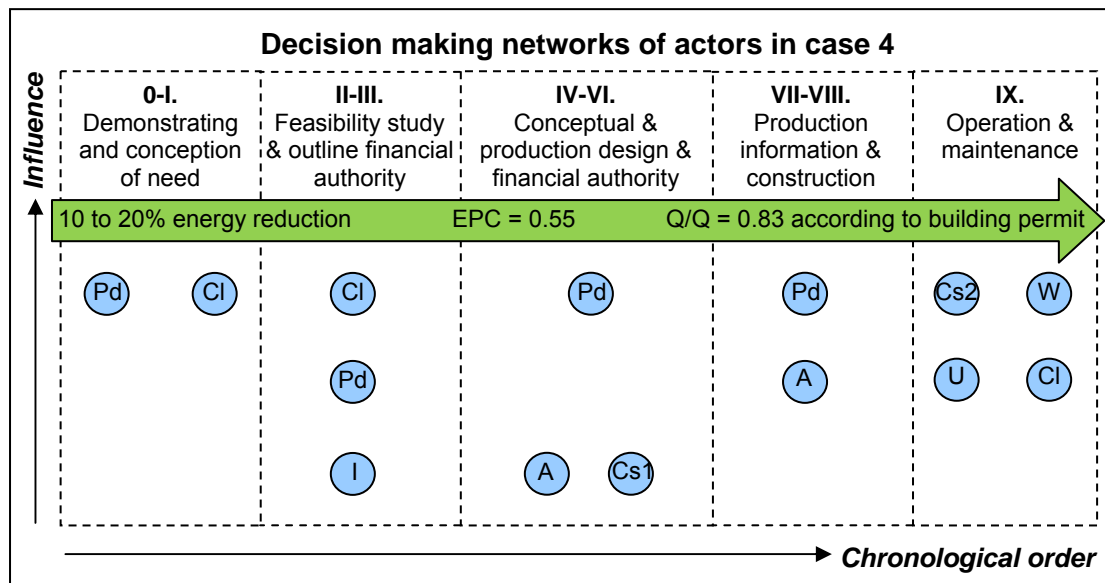 Decision making networks of actors in case 4
Influence
0-I.
Demonstrating
and conception
of need
II-III.
Feasibility study
& outline financial
authority
IV-VI.
Conceptual &
production design &
financial authority
VII-VIII.
Production
information &
construction
IX.
Operation &
maintenance
10 to 20% energy reduction EPC = 0.55 Q/Q = 0.83 according to building permit
Pd Cl Cl Pd Pd Cs2 W
Pd A U Cl
I A Cs1
Chronological order